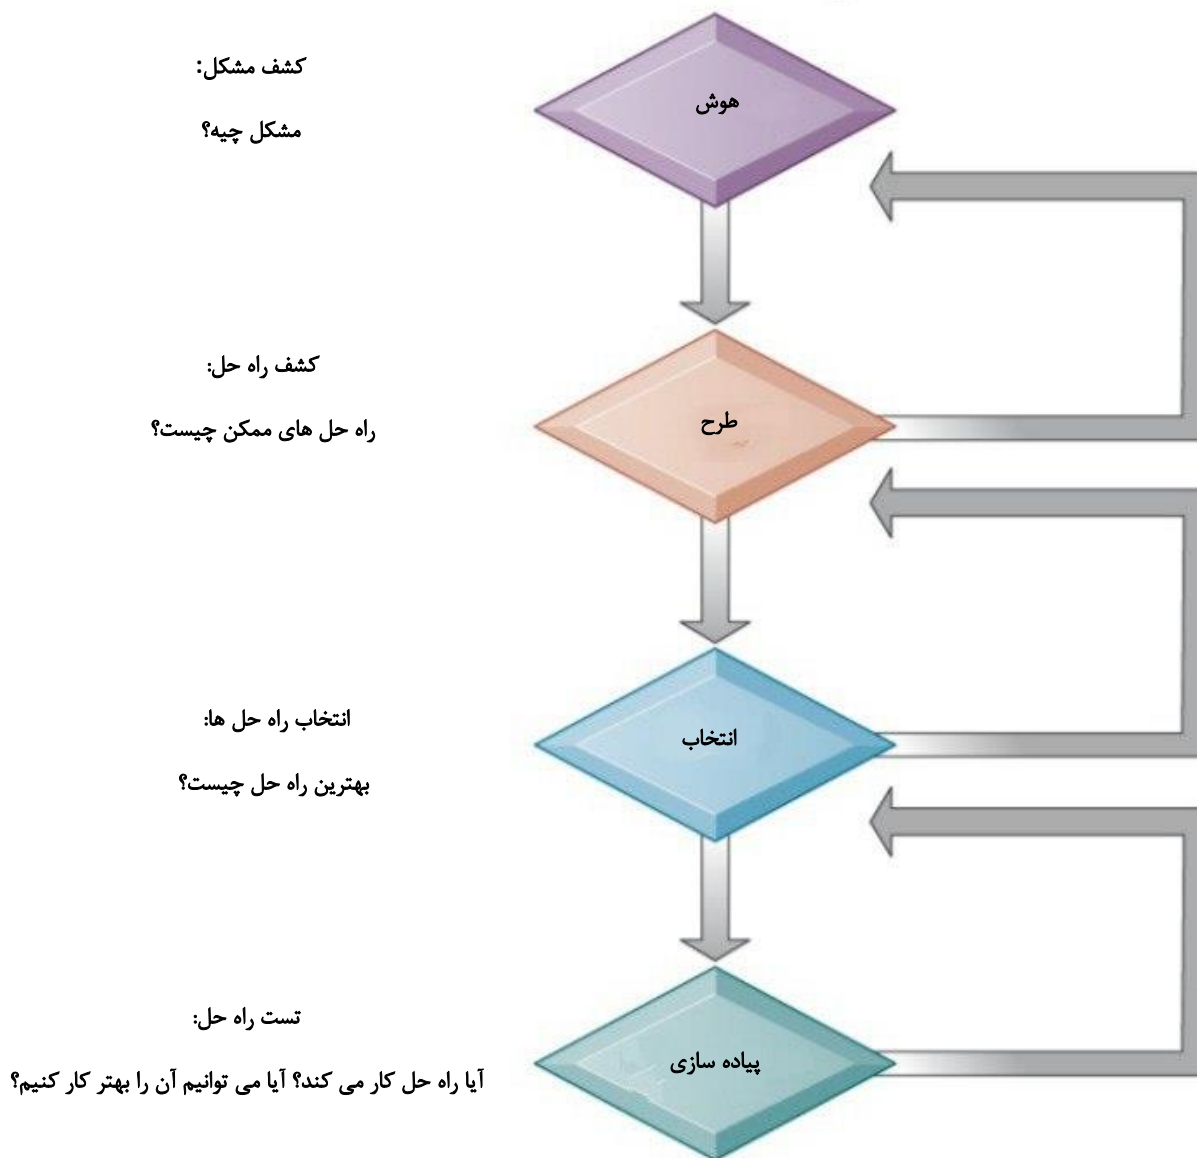 کشف مشکل:
مشکل چیه؟
هوش
کشف راه حل:
راه حل های ممکن چیست؟
طرح
انتخاب راه حل ها:
بهترین راه حل چیست؟
انتخاب
تست راه حل:
آیا راه حل کار می کند؟ آیا می توانیم آن را بهتر کار کنیم؟
پیاده سازی